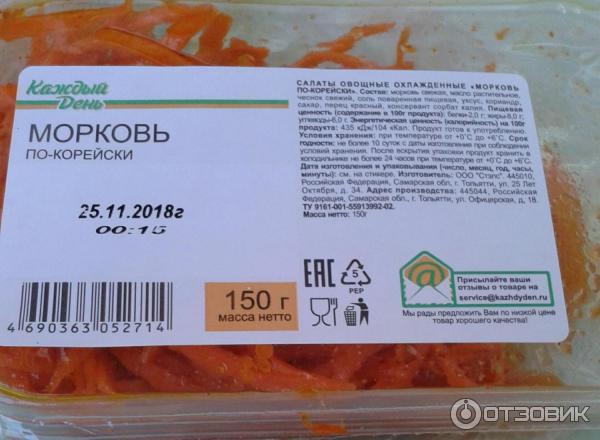 Каждый
День
МОРКОВЬ
ПО-КОРЕЙСКИ
25.11.2018г
00:15
4 690363 052714
150 г
масса нетто
САЛАТЫ ОВОЩНЫЕ ОХЛАЖДЕННЫЕ «МОРКОВЬ
ПО-КОРЕЙСКИ». Состав: морковь свежая, масло растительное,
чеснок свежий, соль поваренная пищевая, уксус, кориандр,
сахар, перец красный, консервант сорбат калия. Пищевая
ценность (содержание в 100г продукта): белки-2,0 г; жиры-8,0 г;
углеводы-6,0 г. Энергетическая ценность (калорийность) на 100г
продукта: 435 кДж/104 кКал. Продукт готов к употреблению.
Условия хранения: при температуре от +0°С до +6°С. Срок
годности: не более 10 суток с даты изготовления при соблюдении
условий хранения. После вскрытия упаковки продукт хранить в
холодильнике не более 24 часов при температуре от +0°С до +6°С.
Дата изготовления и упаковывания (число, месяц, год, часы,
минуты): см. на стикере. Изготовитель: ООО "Стапс". 445010,
Российская Федерация, Самарская обл., г. Тольятти, ул. 25 Лет
Октября, д. 34. Адрес производства: 445044, Российская
Федерация, Самарская обл., г. Тольятти, ул. Офицерская, д. 18.
ТУ 9161-001-55913992-02.
Масса нето: 150г
ЕАС
5
PEP
@
Присылайте ваши
отзывы о товаре на
service@kazhdyden.ru
Мы рады предложить Вам по низкой цене
товар хорошего качества!
ОТЗОВИК